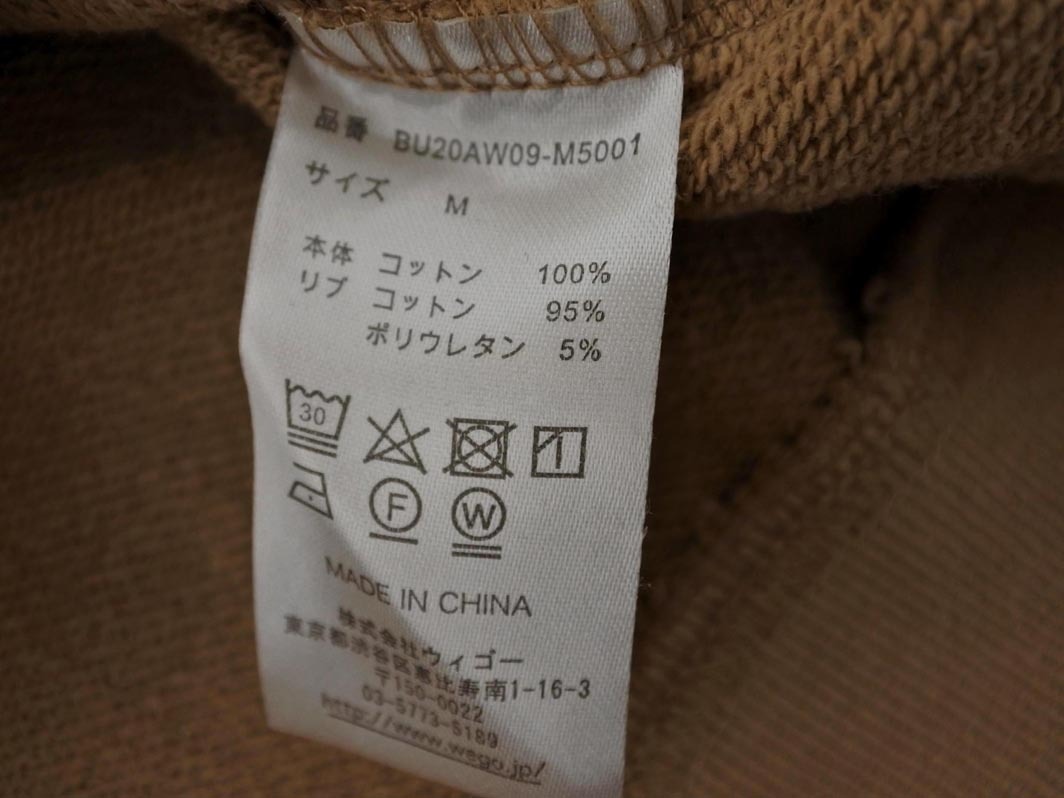 品番 BU20AW09-M5001
サイズ M
本体 コットン 100%
リブ コットン 95%
ポリウレタン 5%
30
F W
MADE IN CHINA
株式会社ウィゴー
東京都渋谷区恵比寿南1-16-3
〒150-0022
03-5773-5189
http://www.wego.jp/